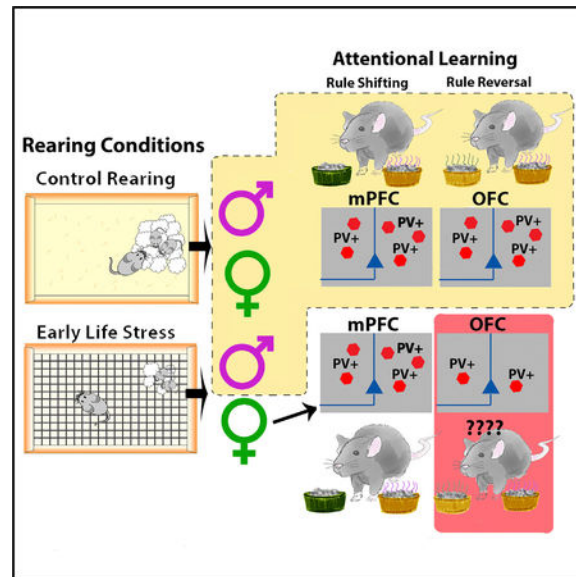 Attentional Learning
Rule Shifting
Rule Reversal
Rearing Conditions
Control Rearing
mPFC
OFC
PV+
PV+
PV+
PV+
PV+
PV+
Early Life Stress
mPFC
OFC
PV+
PV+
PV+
PV+
PV+
????